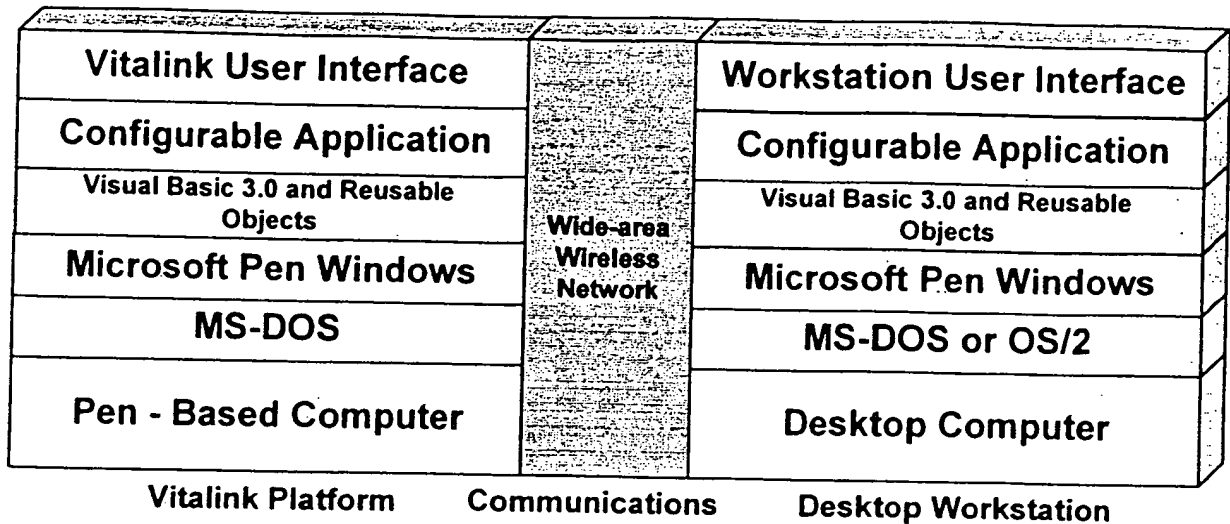 Vitalink User Interface
Configurable Application
Visual Basic 3.0 and Reusable
Objects
Microsoft Pen Windows
MS-DOS
Pen - Based Computer
Wide-area
Wireless
Network
Workstation User Interface
Configurable Application
Visual Basic 3.0 and Reusable
Objects
Microsoft Pen Windows
MS-DOS or OS/2
Desktop Computer
Vitalink Platform
Communications
Desktop Workstation